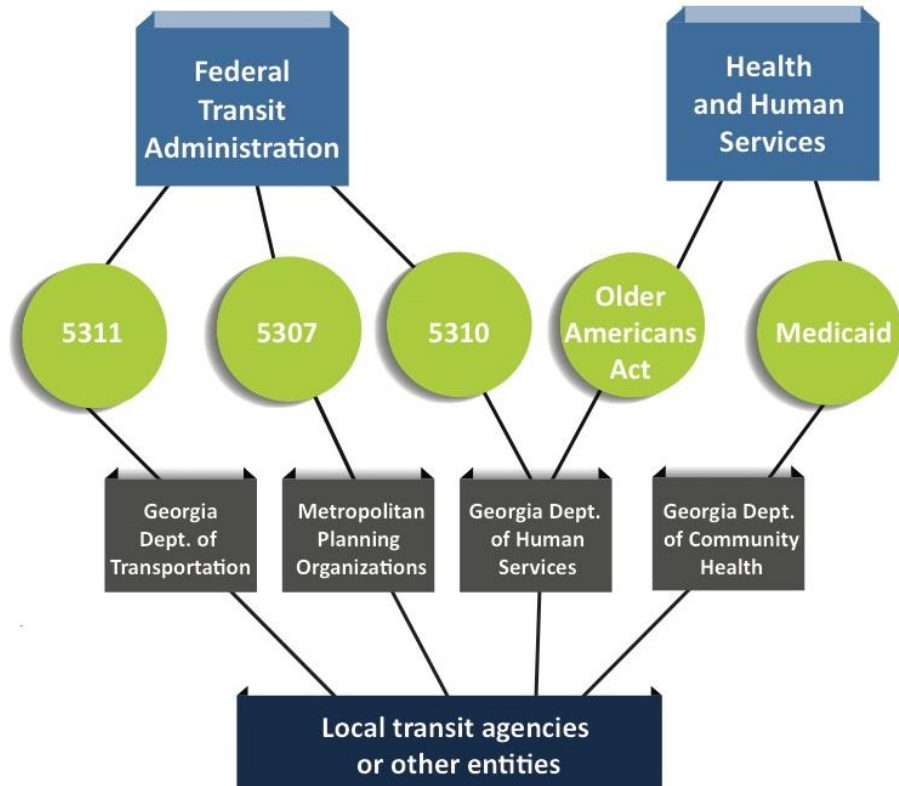 Federal
Transit
Administration
Health
and Human
Services
5311
5307
5310
Older
Americans
Act
Medicaid
Georgia
Dept. of
Transportation
Metropolitan
Planning
Organizations
Georgia Dept.
of Human
Services
Georgia Dept.
of Community
Health
Local transit agencies
or other entities